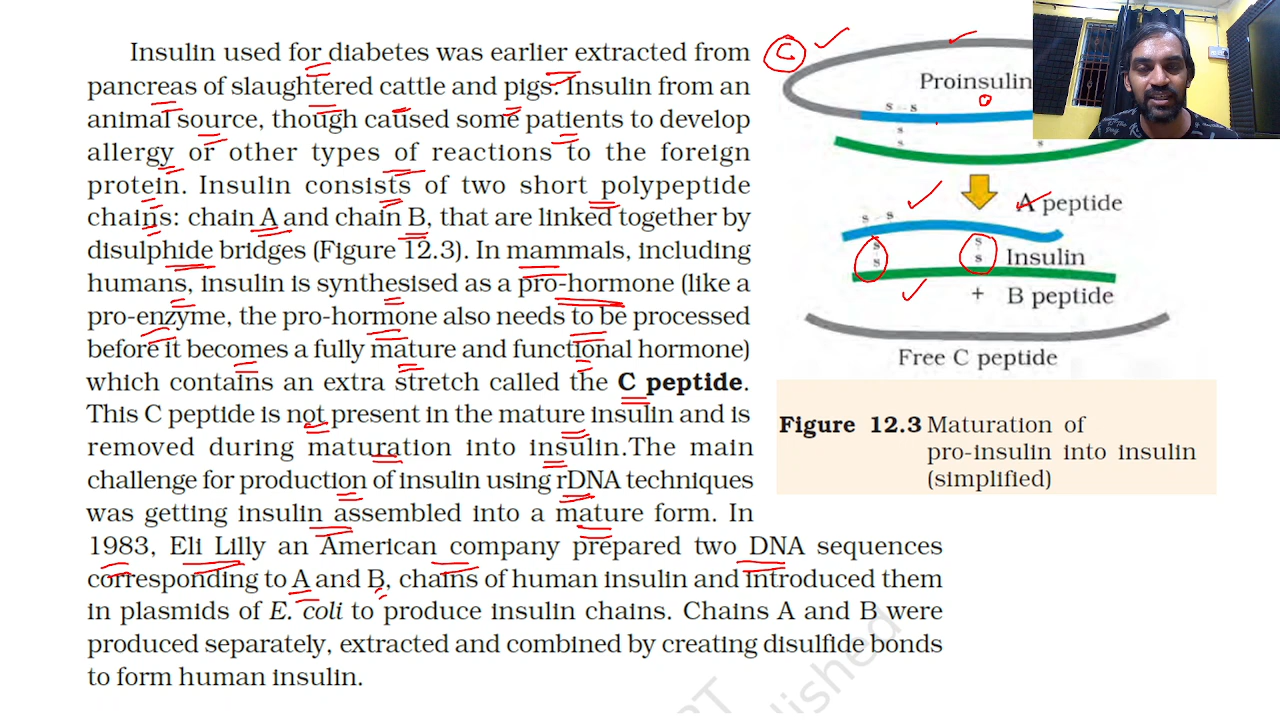 Insulin used for diabetes was earlier extracted from
pancreas of slaughtered cattle and pigs. Insulin from an
animal source, though caused some patients to develop
allergy or other types of reactions to the foreign
protein. Insulin consists of two short polypeptide
chains: chain A and chain B, that are linked together by
disulphide bridges (Figure 12.3). In mammals, including
humans, insulin is synthesised as a pro-hormone (like a
pro-enzyme, the pro-hormone also needs to be processed
before it becomes a fully mature and functional hormone)
which contains an extra stretch called the C peptide.
This C peptide is not present in the mature insulin and is
removed during maturation into insulin.The main
challenge for production of insulin using rDNA techniques
was getting insulin assembled into a mature form. In
1983, Eli Lilly an American company prepared two DNA sequences
corresponding to A and B, chains of human insulin and introduced them
in plasmids of E. coli to produce insulin chains. Chains A and B were
produced separately, extracted and combined by creating disulfide bonds
to form human insulin.
C
Proinsulin
s s
s
s
s
A peptide
s s
s
s
s
s
Insulin
+ B peptide
Free C peptide
Figure 12.3 Maturation of
pro-insulin into insulin
(simplified)